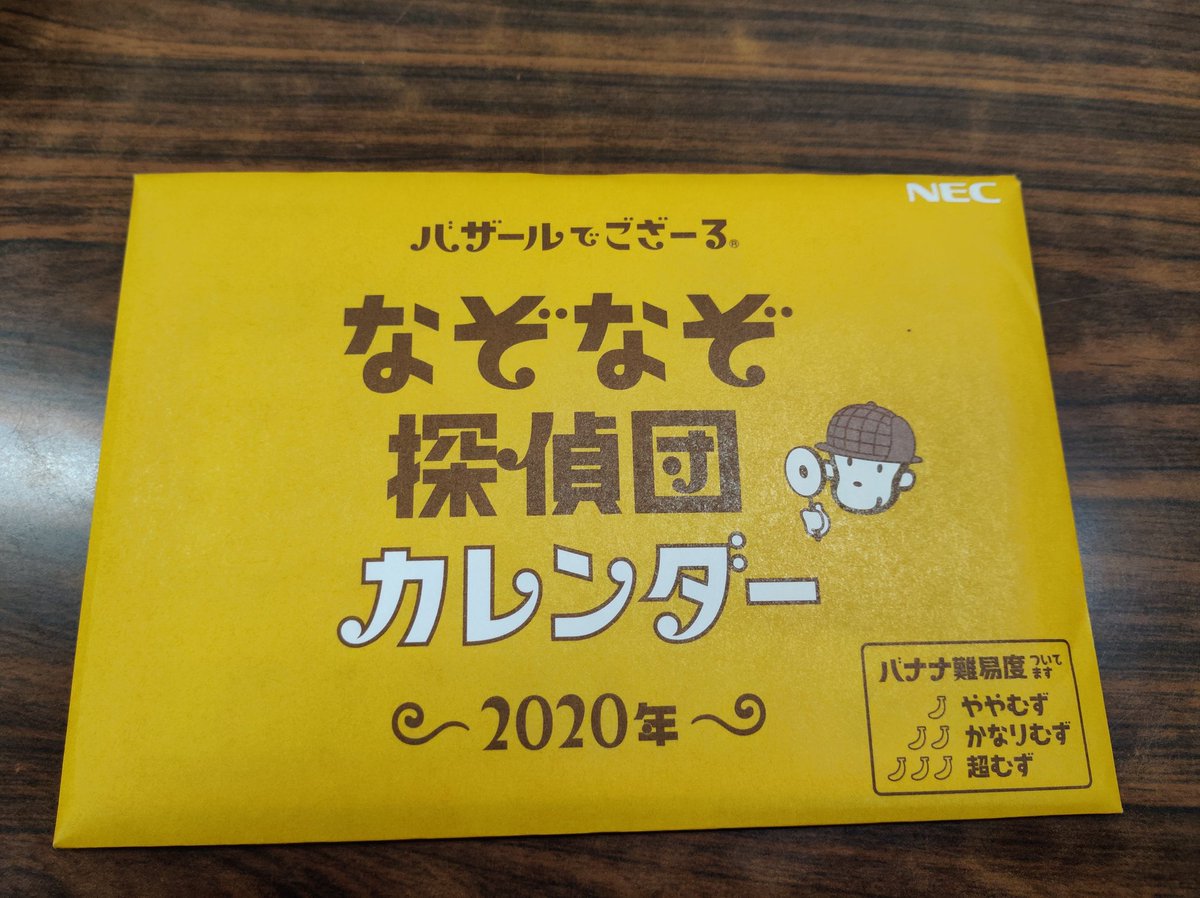 NEC
バザールでござーる®
なぞなぞ
探偵団
カレンダー
2020年
バナナ難易度ついてます
ややむず
かなりむず
超むず